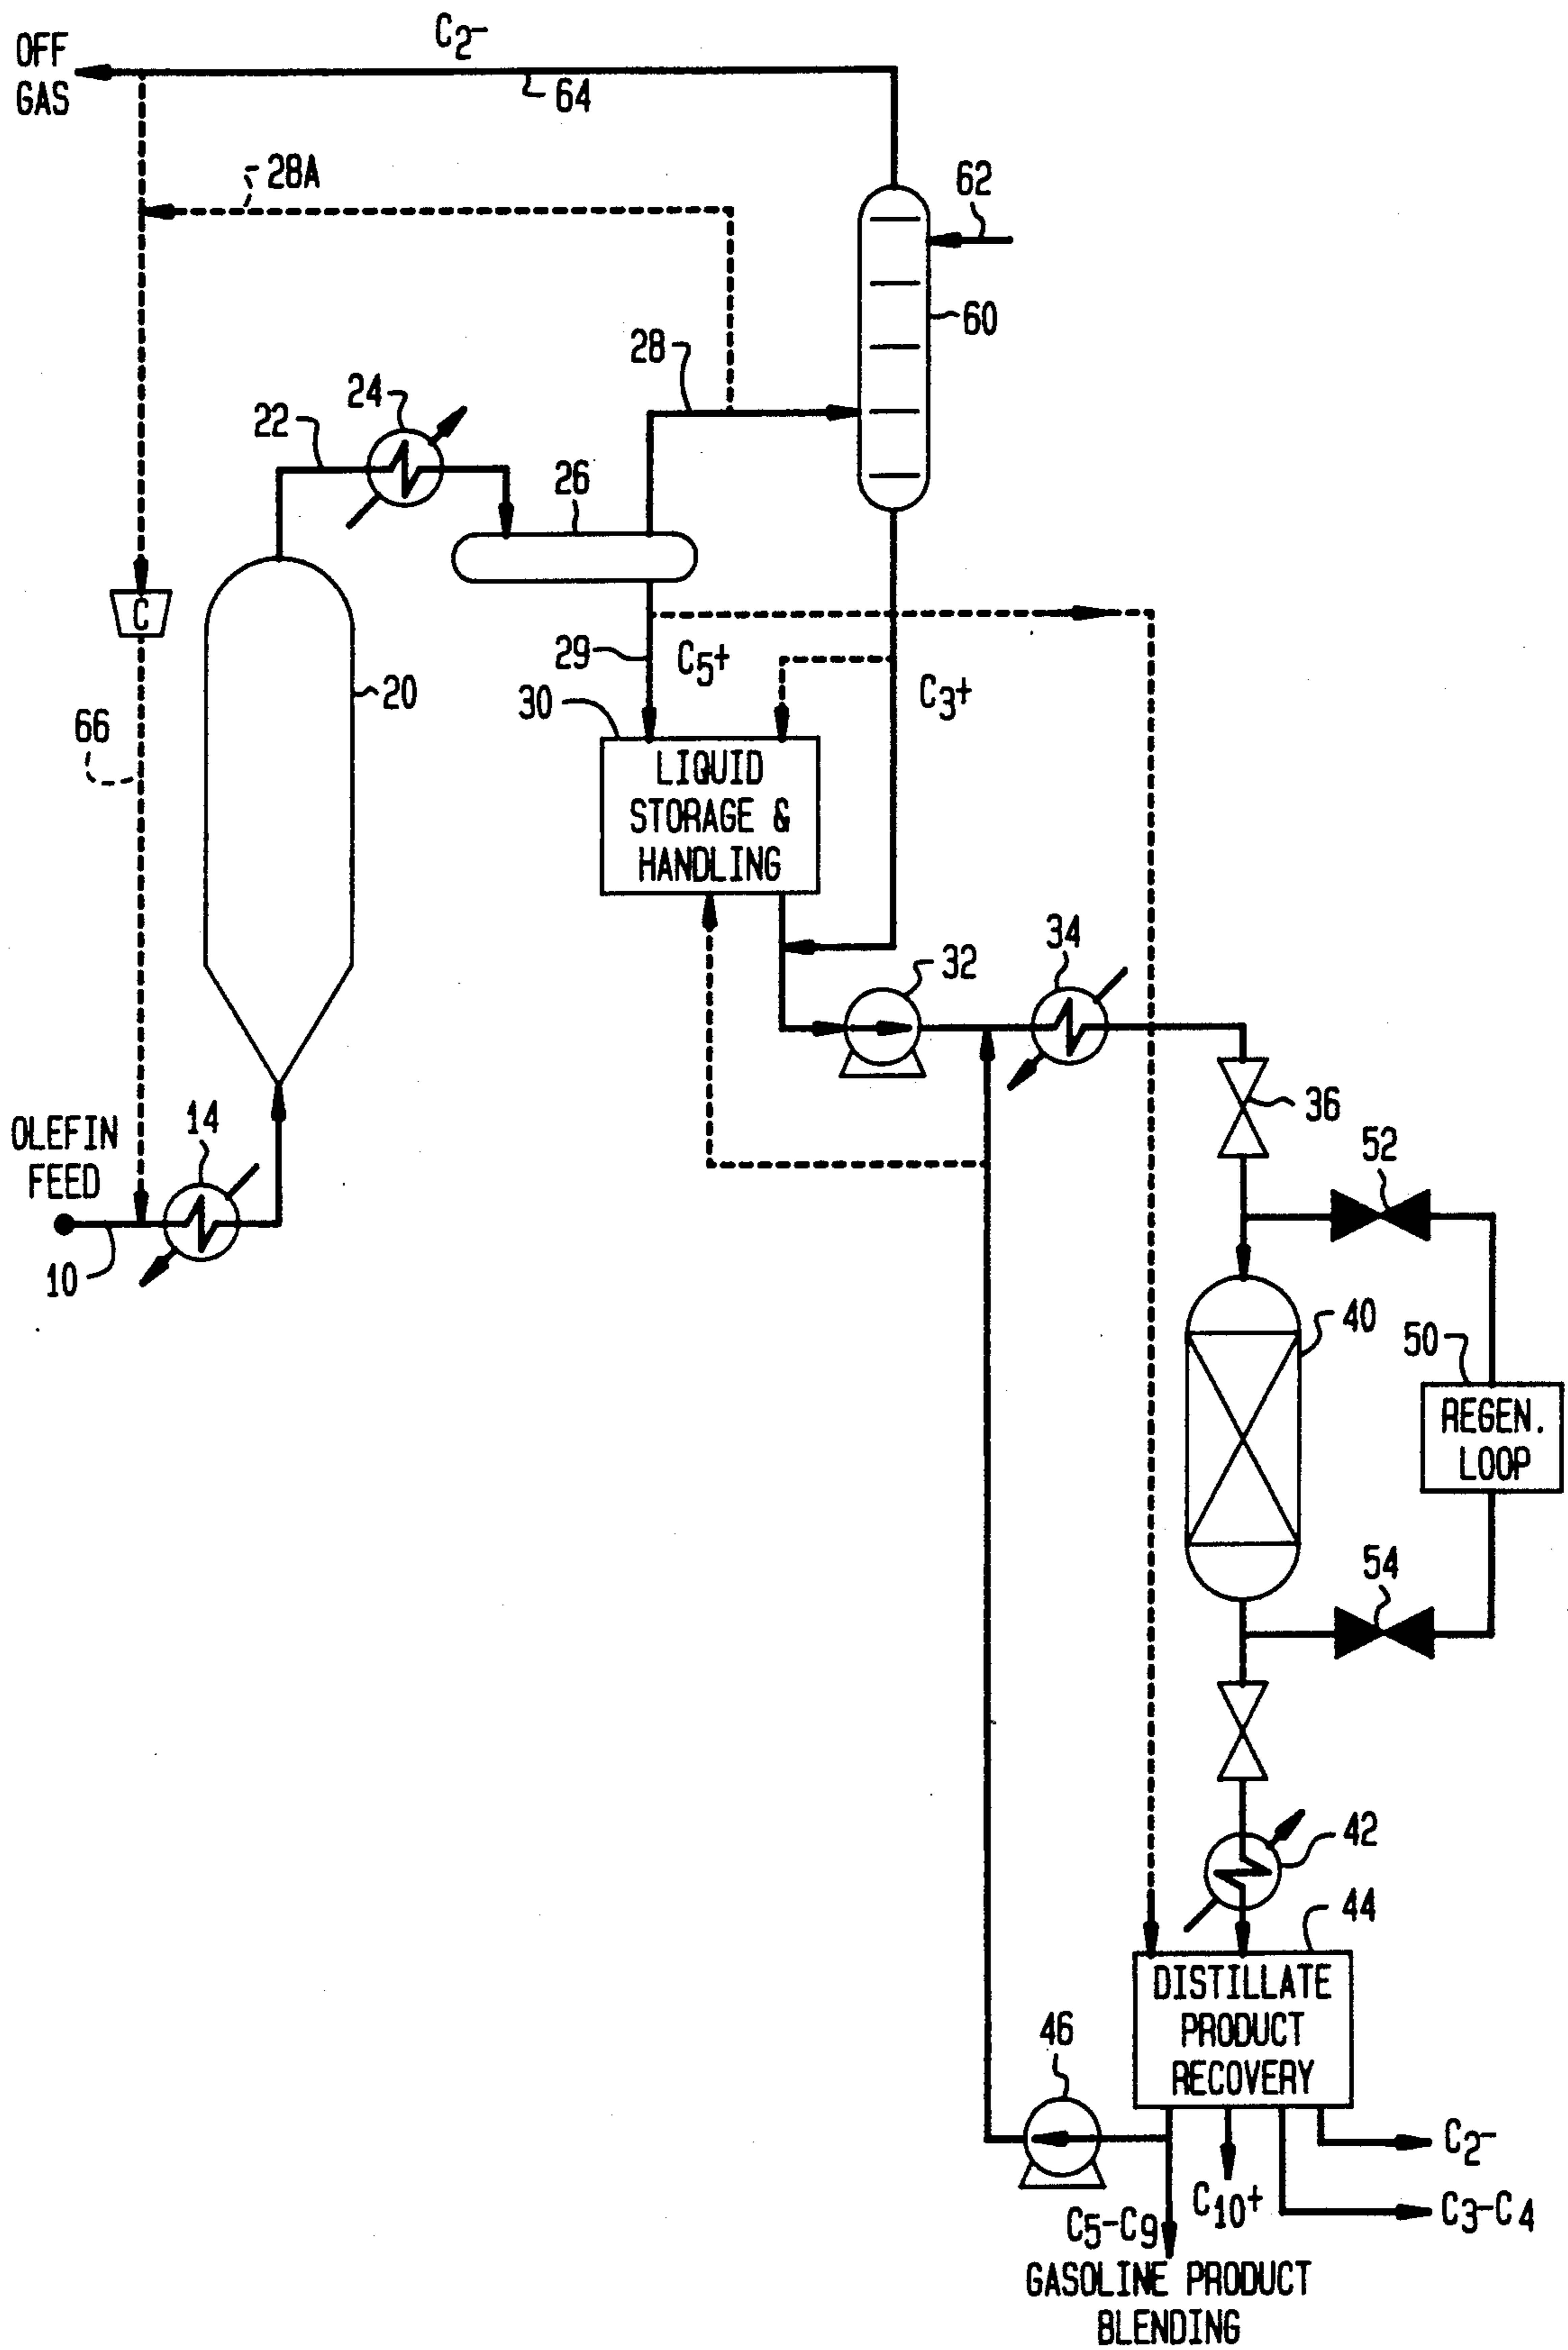 C2-
OFF
GAS
64
28A
62
60
28
24
22
26
C
20
29
C5+
C3+
30
66
LIQUID
STORAGE &
HANDLING
32
34
36
OLEFIN
FEED
14
52
10
40
50
REGEN.
LOOP
54
42
44
DISTILLATE
PRODUCT
RECOVERY
46
C2-
C10+
C3-C4
C5-C9
GASOLINE PRODUCT
BLENDING